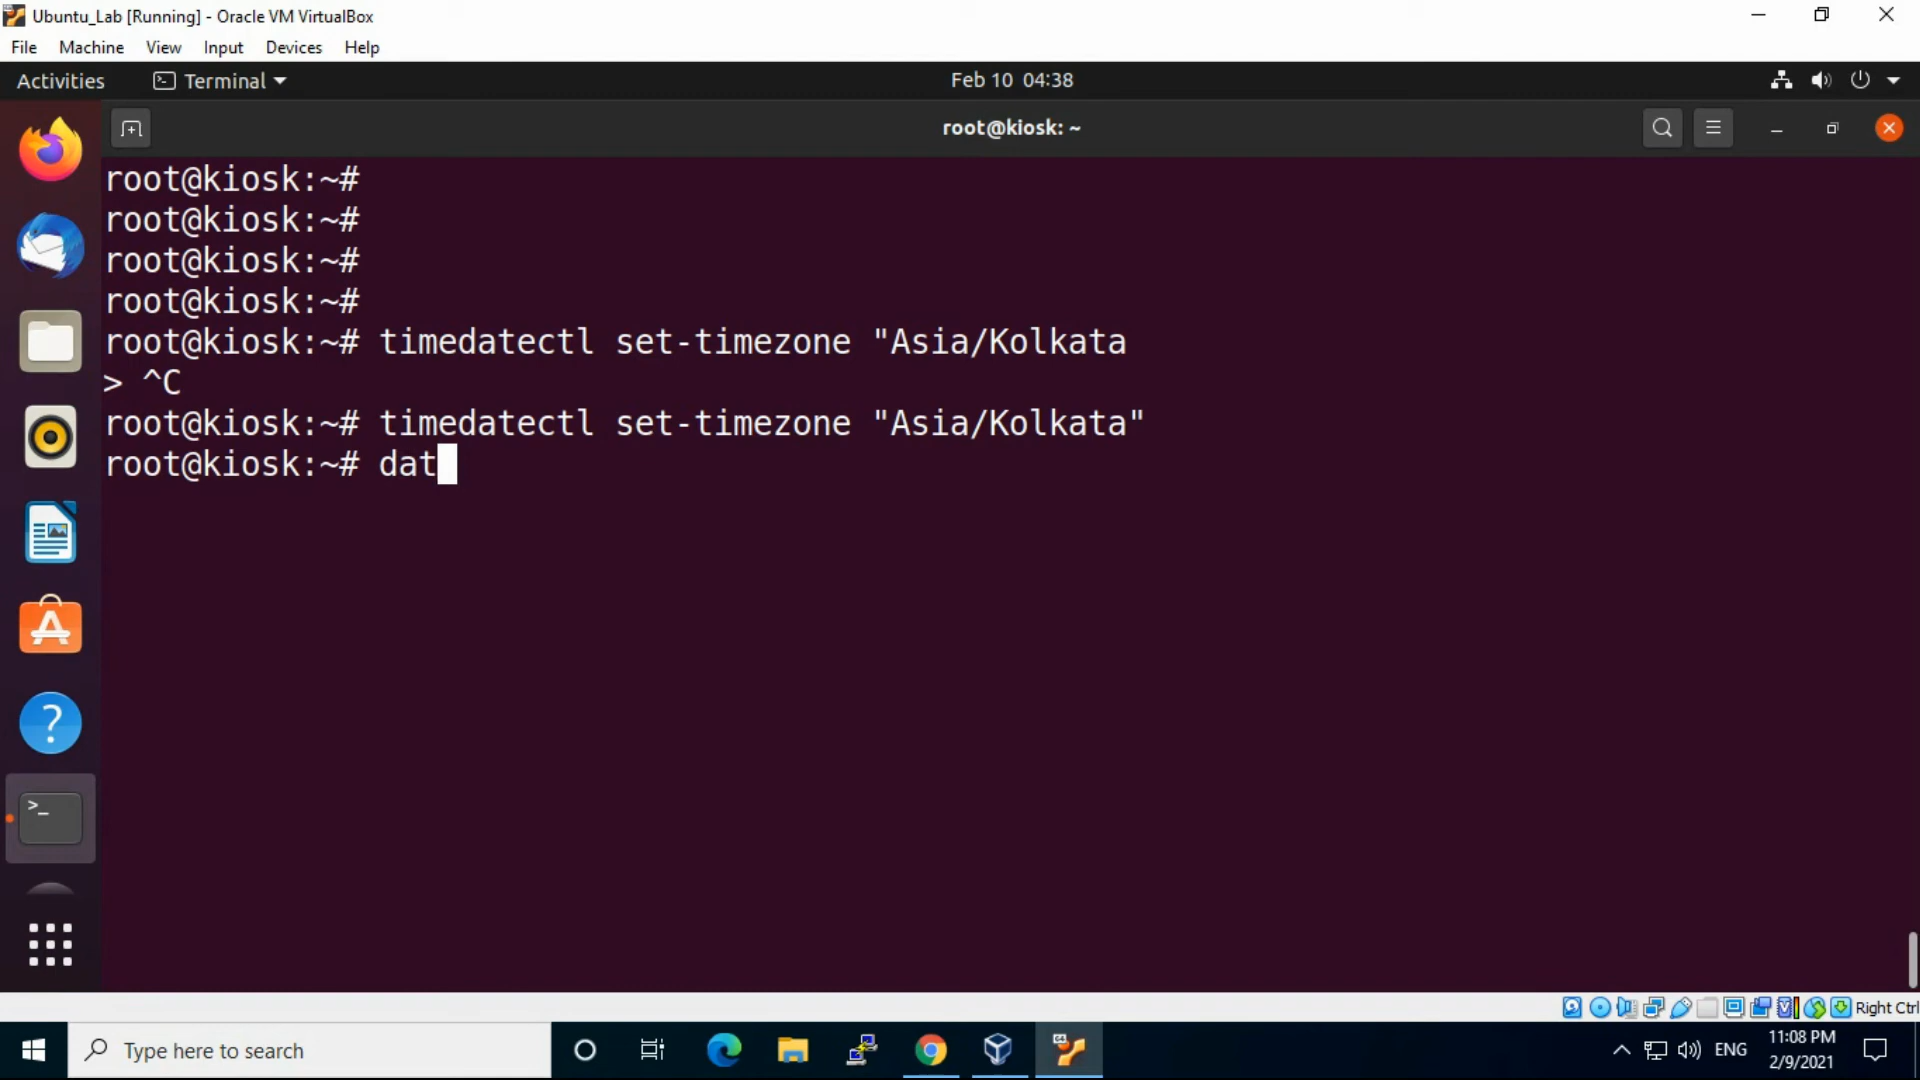 Ubuntu_Lab [Running] - Oracle VM VirtualBox
File Machine View Input Devices Help
Activities Terminal Feb 10 04:38
root@kiosk: ~
root@kiosk:~#
root@kiosk:~#
root@kiosk:~#
root@kiosk:~#
root@kiosk:~# timedatectl set-timezone "Asia/Kolkata
> ^C
root@kiosk:~# timedatectl set-timezone "Asia/Kolkata"
root@kiosk:~# dat
Right Ctrl
Type here to search
ENG
11:08 PM
2/9/2021